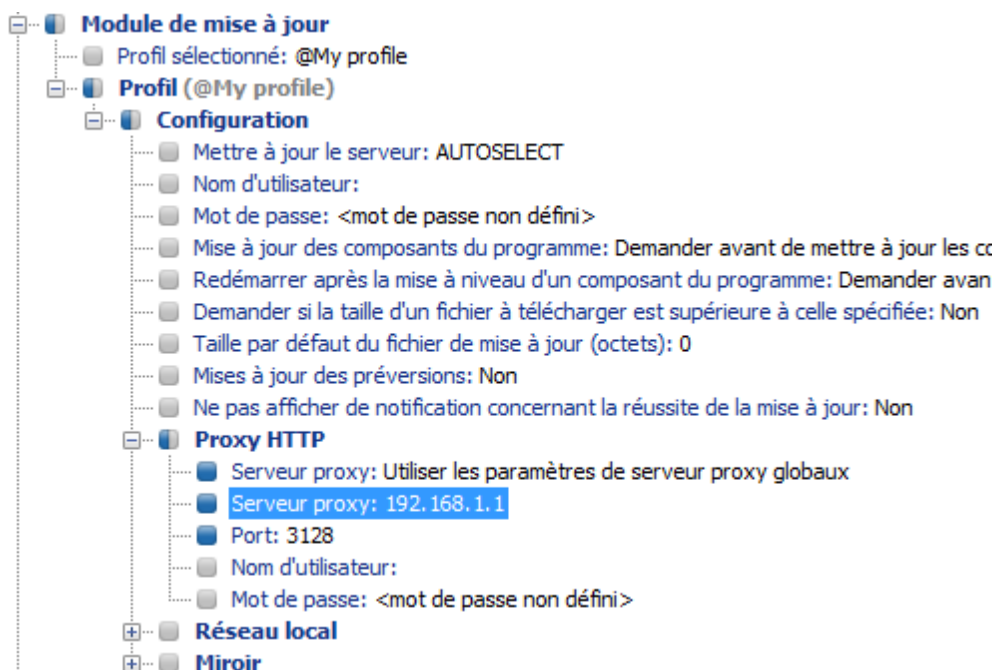 Module de mise à jour
Profil sélectionné: @My profile
Profil (@My profile)
Configuration
Mettre à jour le serveur: AUTOSELECT
Nom d'utilisateur:
Mot de passe: <mot de passe non défini>
Mise à jour des composants du programme: Demander avant de mettre à jour les co
Redémarrer après la mise à niveau d'un composant du programme: Demander avan
Demander si la taille d'un fichier à télécharger est supérieure à celle spécifiée: Non
Taille par défaut du fichier de mise à jour (octets): 0
Mises à jour des préversions: Non
Ne pas afficher de notification concernant la réussite de la mise à jour: Non
Proxy HTTP
Serveur proxy: Utiliser les paramètres de serveur proxy globaux
Serveur proxy: 192.168.1.1
Port: 3128
Nom d'utilisateur:
Mot de passe: <mot de passe non défini>
Réseau local
Miroir